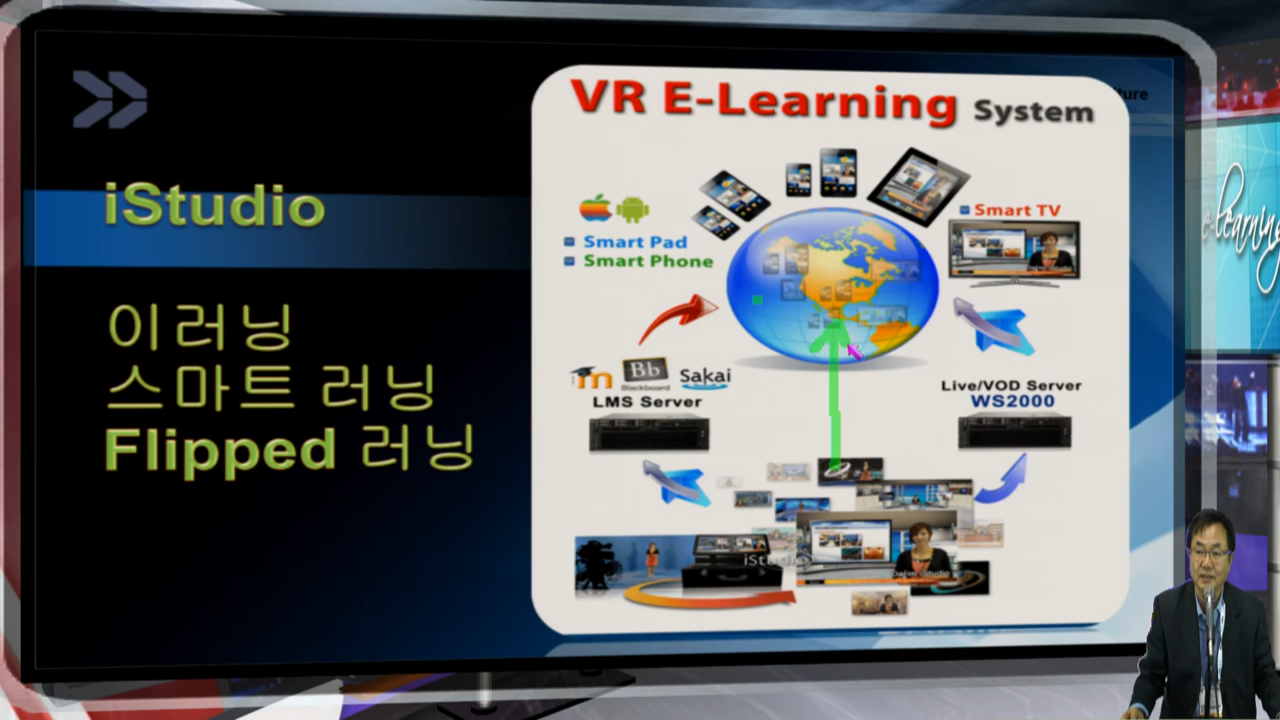 iStudio
이러닝
스마트 러닝
Flipped 러닝
VR E-Learning System
Smart Pad
Smart Phone
Smart TV
Bb
Blackboard
Sakai
LMS Server
Live/VOD Server
WS2000
iStudio
e-learning